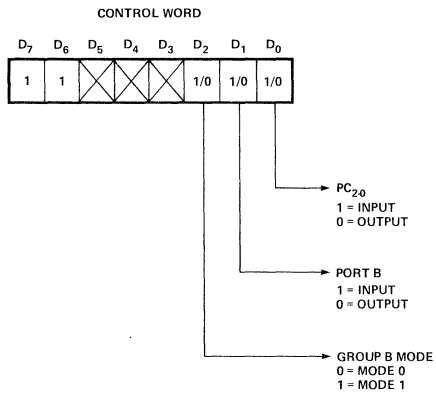 CONTROL WORD
D7 D6 D5 D4 D3 D2 D1 D0
1 1 1/0 1/0 1/0
PC2-0
1 = INPUT
0 = OUTPUT
PORT B
1 = INPUT
0 = OUTPUT
GROUP B MODE
0 = MODE 0
1 = MODE 1